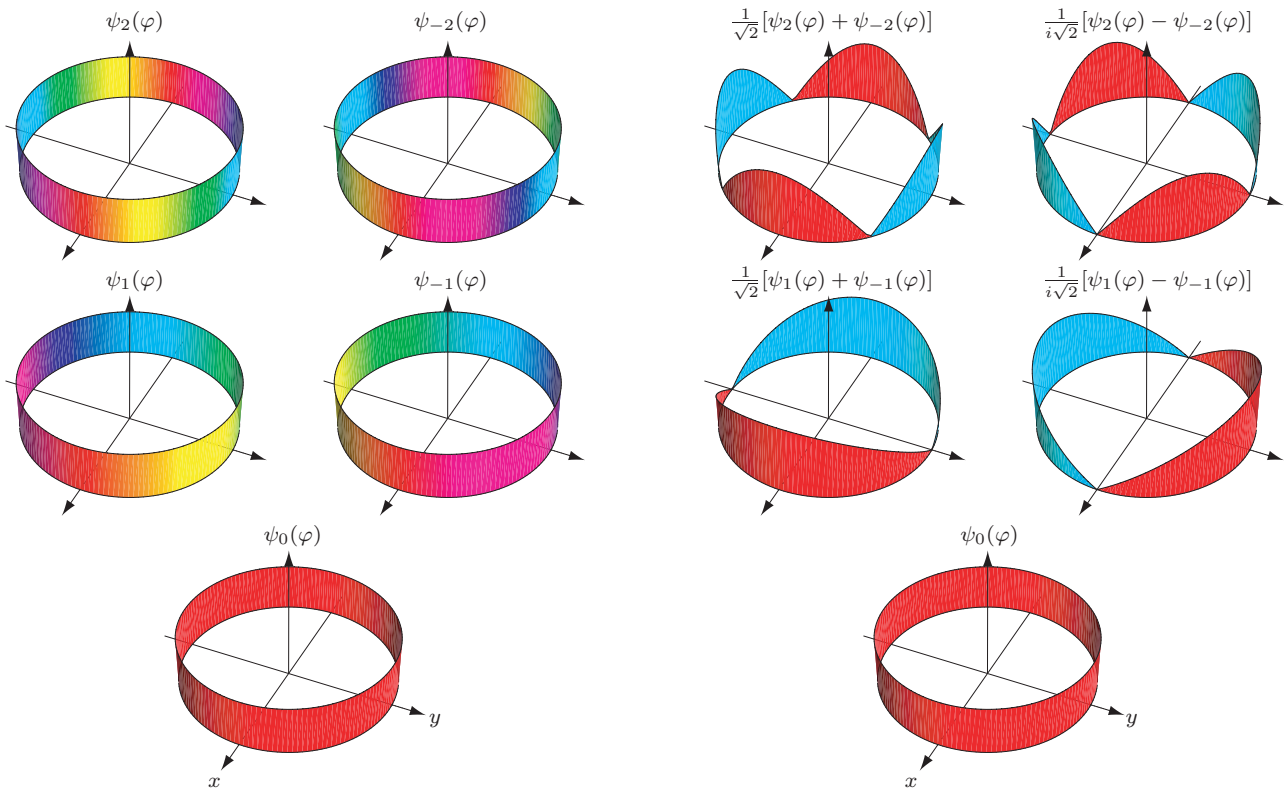 ψ₂(φ) ψ₋₂(φ) 1/√2[ψ₂(φ) + ψ₋₂(φ)] 1/i√2[ψ₂(φ) − ψ₋₂(φ)]
ψ₁(φ) ψ₋₁(φ) 1/√2[ψ₁(φ) + ψ₋₁(φ)] 1/i√2[ψ₁(φ) − ψ₋₁(φ)]
ψ₀(φ) ψ₀(φ)
y y
x x